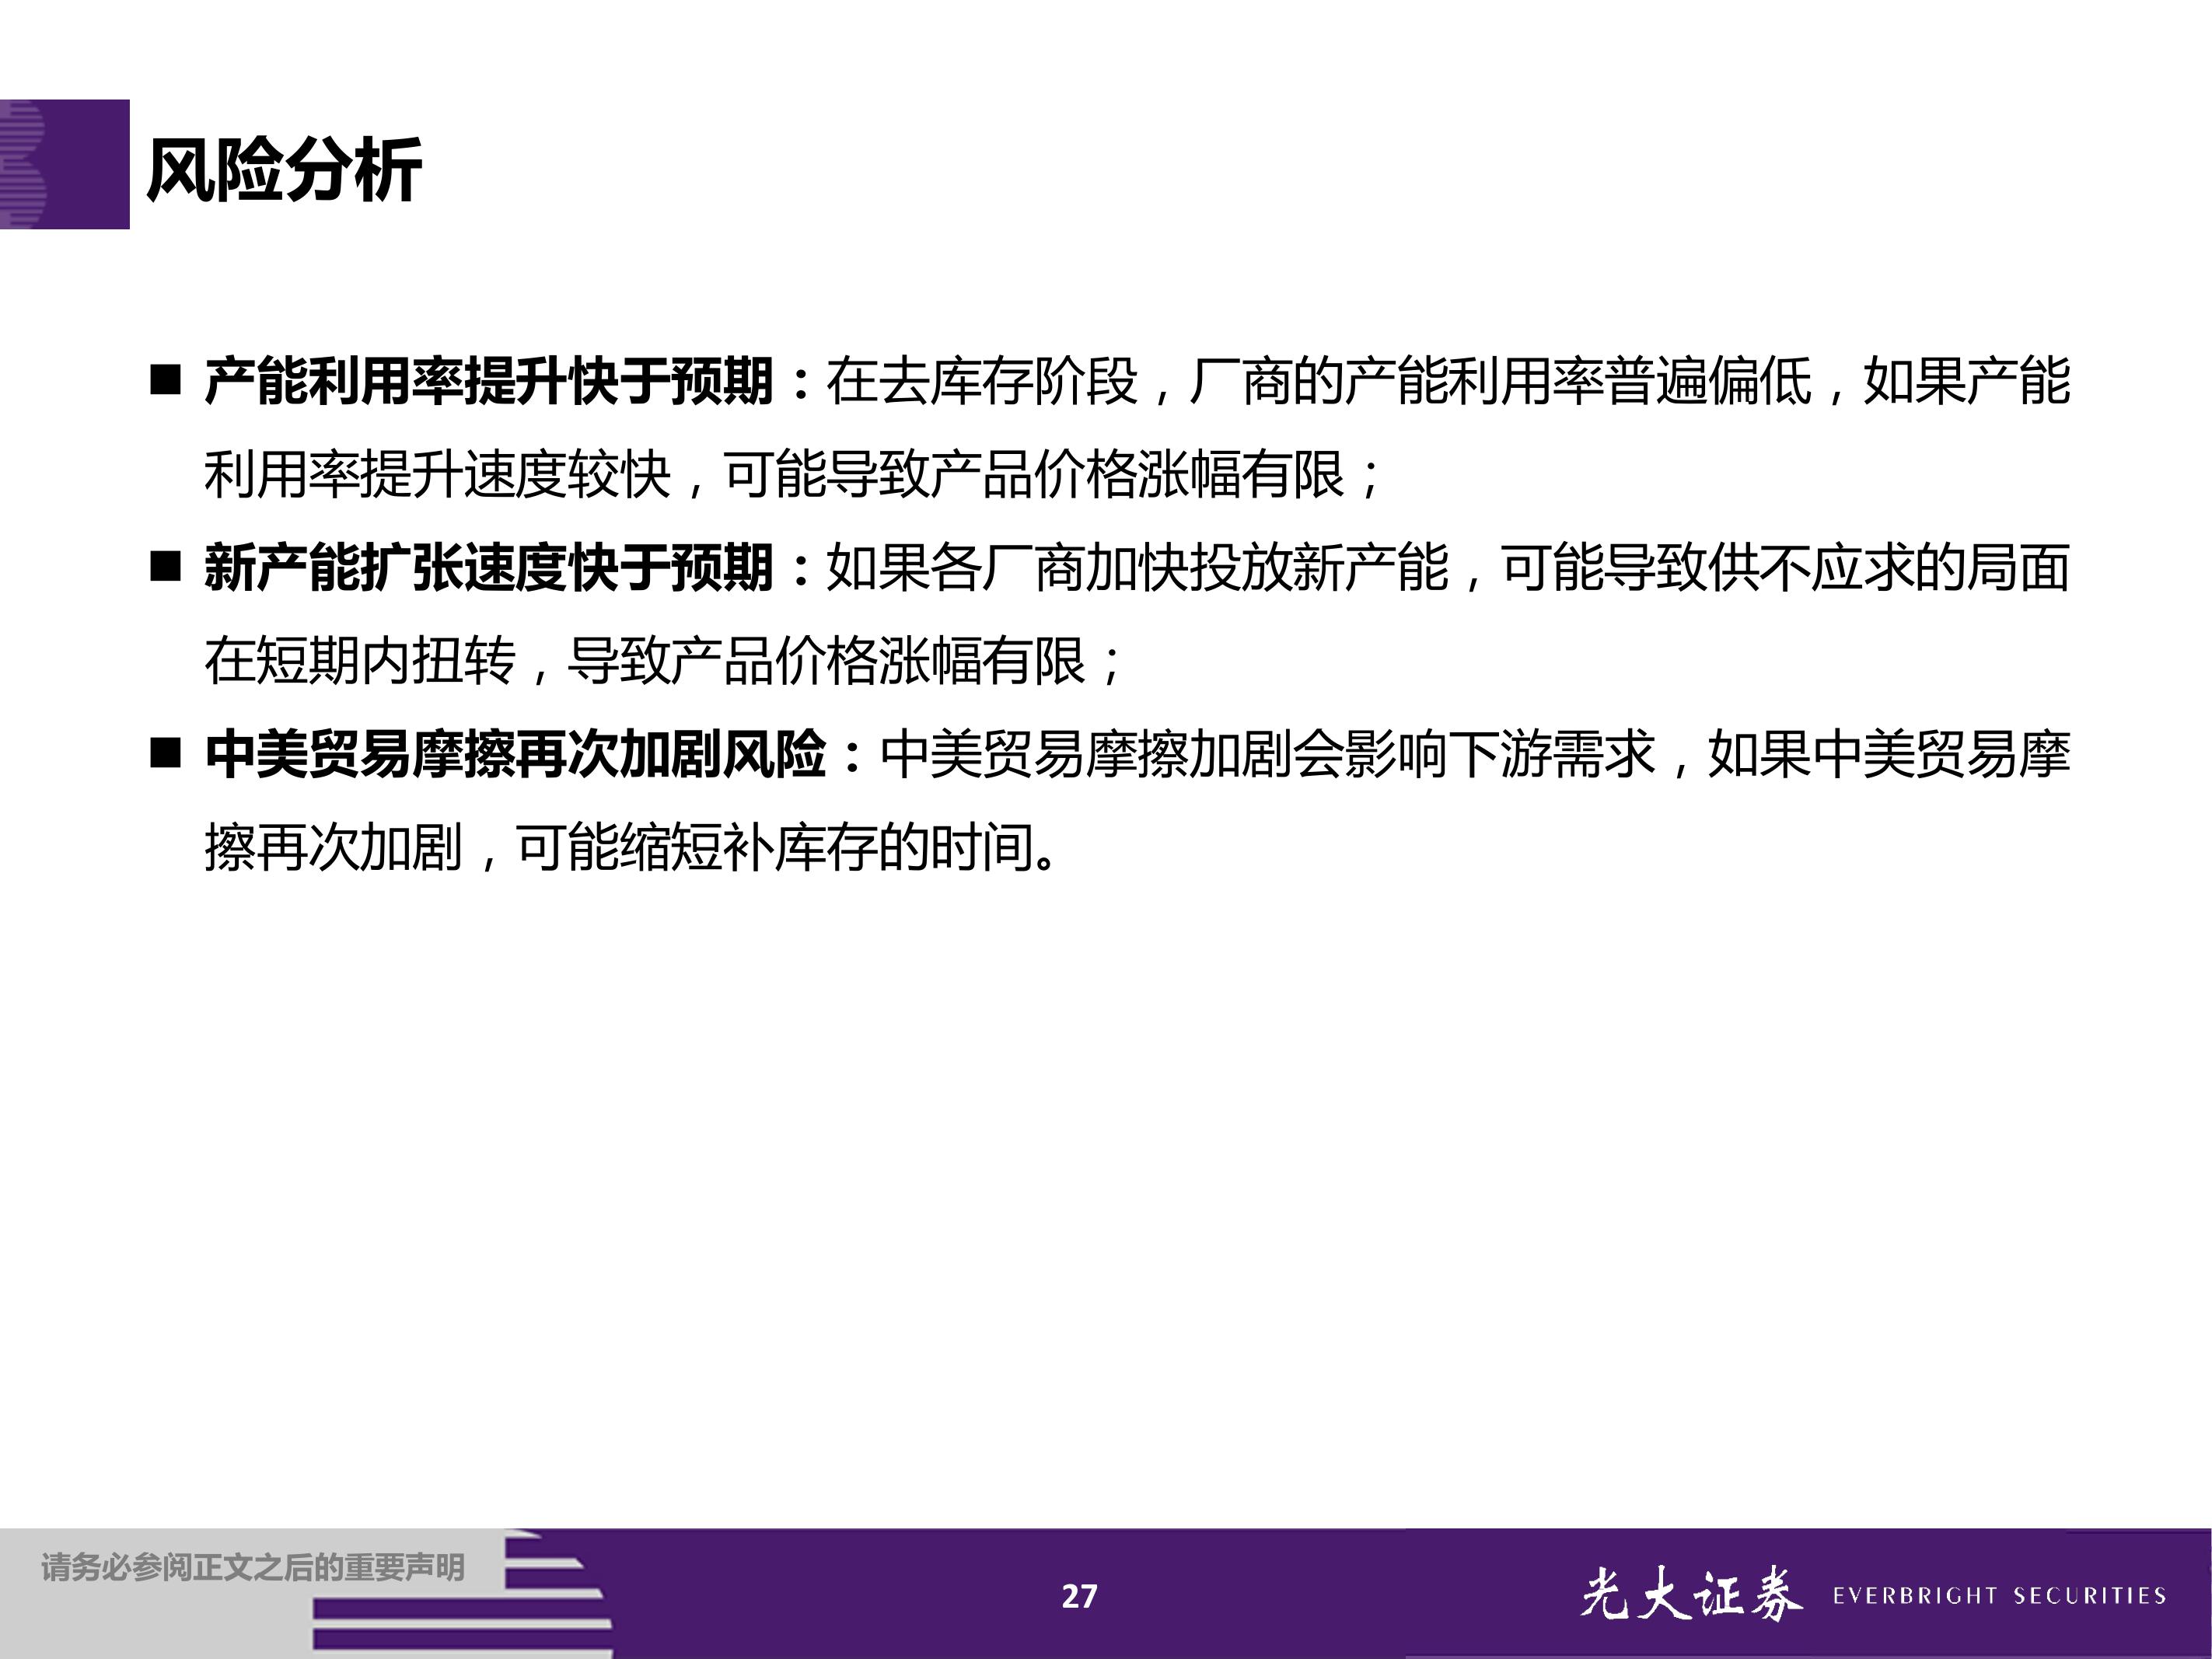 风险分析
■ 产能利用率提升快于预期：在去库存阶段，厂商的产能利用率普遍偏低，如果产能
利用率提升速度较快，可能导致产品价格涨幅有限；
■ 新产能扩张速度快于预期：如果各厂商加快投放新产能，可能导致供不应求的局面
在短期内扭转，导致产品价格涨幅有限；
■ 中美贸易摩擦再次加剧风险：中美贸易摩擦加剧会影响下游需求，如果中美贸易摩
擦再次加剧，可能缩短补库存的时间。
请务必参阅正文之后的重要声明
27
光大证券 EVERBRIGHT SECURITIES